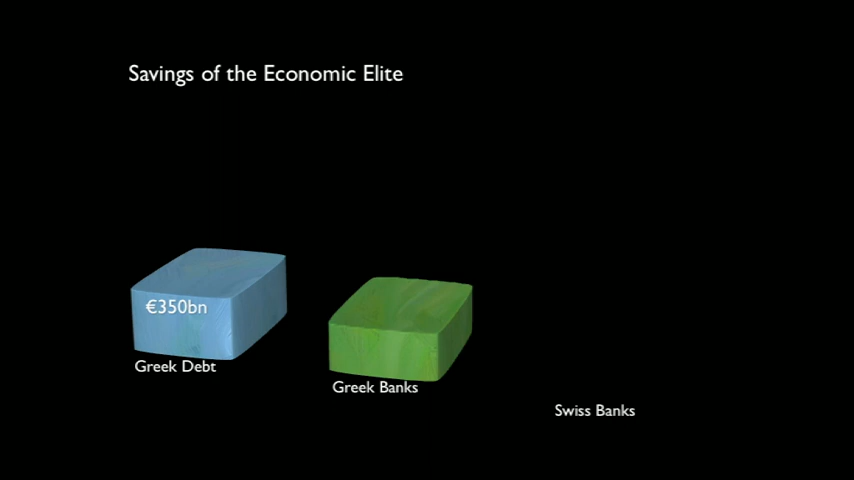 Savings of the Economic Elite
€350bn
Greek Debt
Greek Banks
Swiss Banks